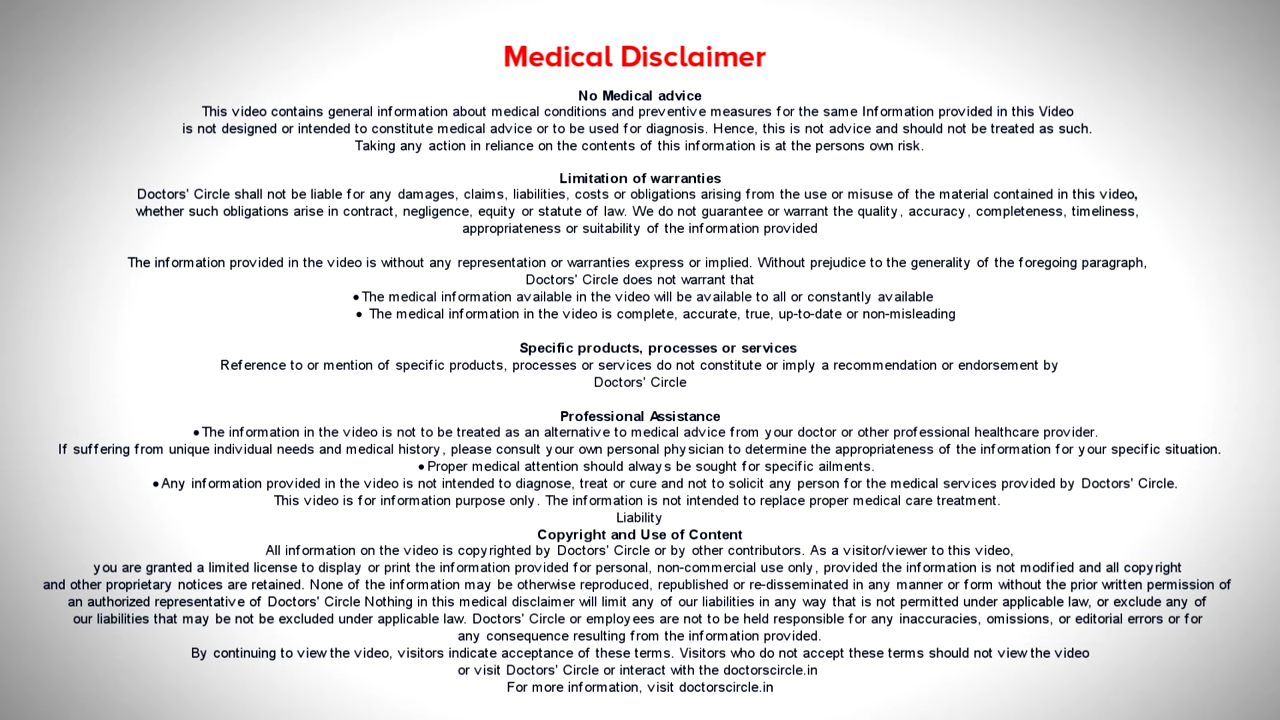 Medical Disclaimer
No Medical advice
This video contains general information about medical conditions and preventive measures for the same Information provided in this Video
is not designed or intended to constitute medical advice or to be used for diagnosis. Hence, this is not advice and should not be treated as such.
Taking any action in reliance on the contents of this information is at the persons own risk.
Limitation of warranties
Doctors' Circle shall not be liable for any damages, claims, liabilities, costs or obligations arising from the use or misuse of the material contained in this video,
whether such obligations arise in contract, negligence, equity or statute of law. We do not guarantee or warrant the quality, accuracy, completeness, timeliness,
appropriateness or suitability of the information provided
The information provided in the video is without any representation or warranties express or implied. Without prejudice to the generality of the foregoing paragraph,
Doctors' Circle does not warrant that
•The medical information available in the video will be available to all or constantly available
• The medical information in the video is complete, accurate, true, up-to-date or non-misleading
Specific products, processes or services
Reference to or mention of specific products, processes or services do not constitute or imply a recommendation or endorsement by
Doctors' Circle
Professional Assistance
•The information in the video is not to be treated as an alternative to medical advice from your doctor or other professional healthcare provider.
If suffering from unique individual needs and medical history, please consult your own personal physician to determine the appropriateness of the information for your specific situation.
•Proper medical attention should always be sought for specific ailments.
•Any information provided in the video is not intended to diagnose, treat or cure and not to solicit any person for the medical services provided by Doctors' Circle.
This video is for information purpose only. The information is not intended to replace proper medical care treatment.
Liability
Copyright and Use of Content
All information on the video is copyrighted by Doctors' Circle or by other contributors. As a visitor/viewer to this video,
you are granted a limited license to display or print the information provided for personal, non-commercial use only, provided the information is not modified and all copyright
and other proprietary notices are retained. None of the information may be otherwise reproduced, republished or re-disseminated in any manner or form without the prior written permission of
an authorized representative of Doctors' Circle Nothing in this medical disclaimer will limit any of our liabilities in any way that is not permitted under applicable law, or exclude any of
our liabilities that may be not be excluded under applicable law. Doctors' Circle or employees are not to be held responsible for any inaccuracies, omissions, or editorial errors or for
any consequence resulting from the information provided.
By continuing to view the video, visitors indicate acceptance of these terms. Visitors who do not accept these terms should not view the video
or visit Doctors' Circle or interact with the doctorscircle.in
For more information, visit doctorscircle.in